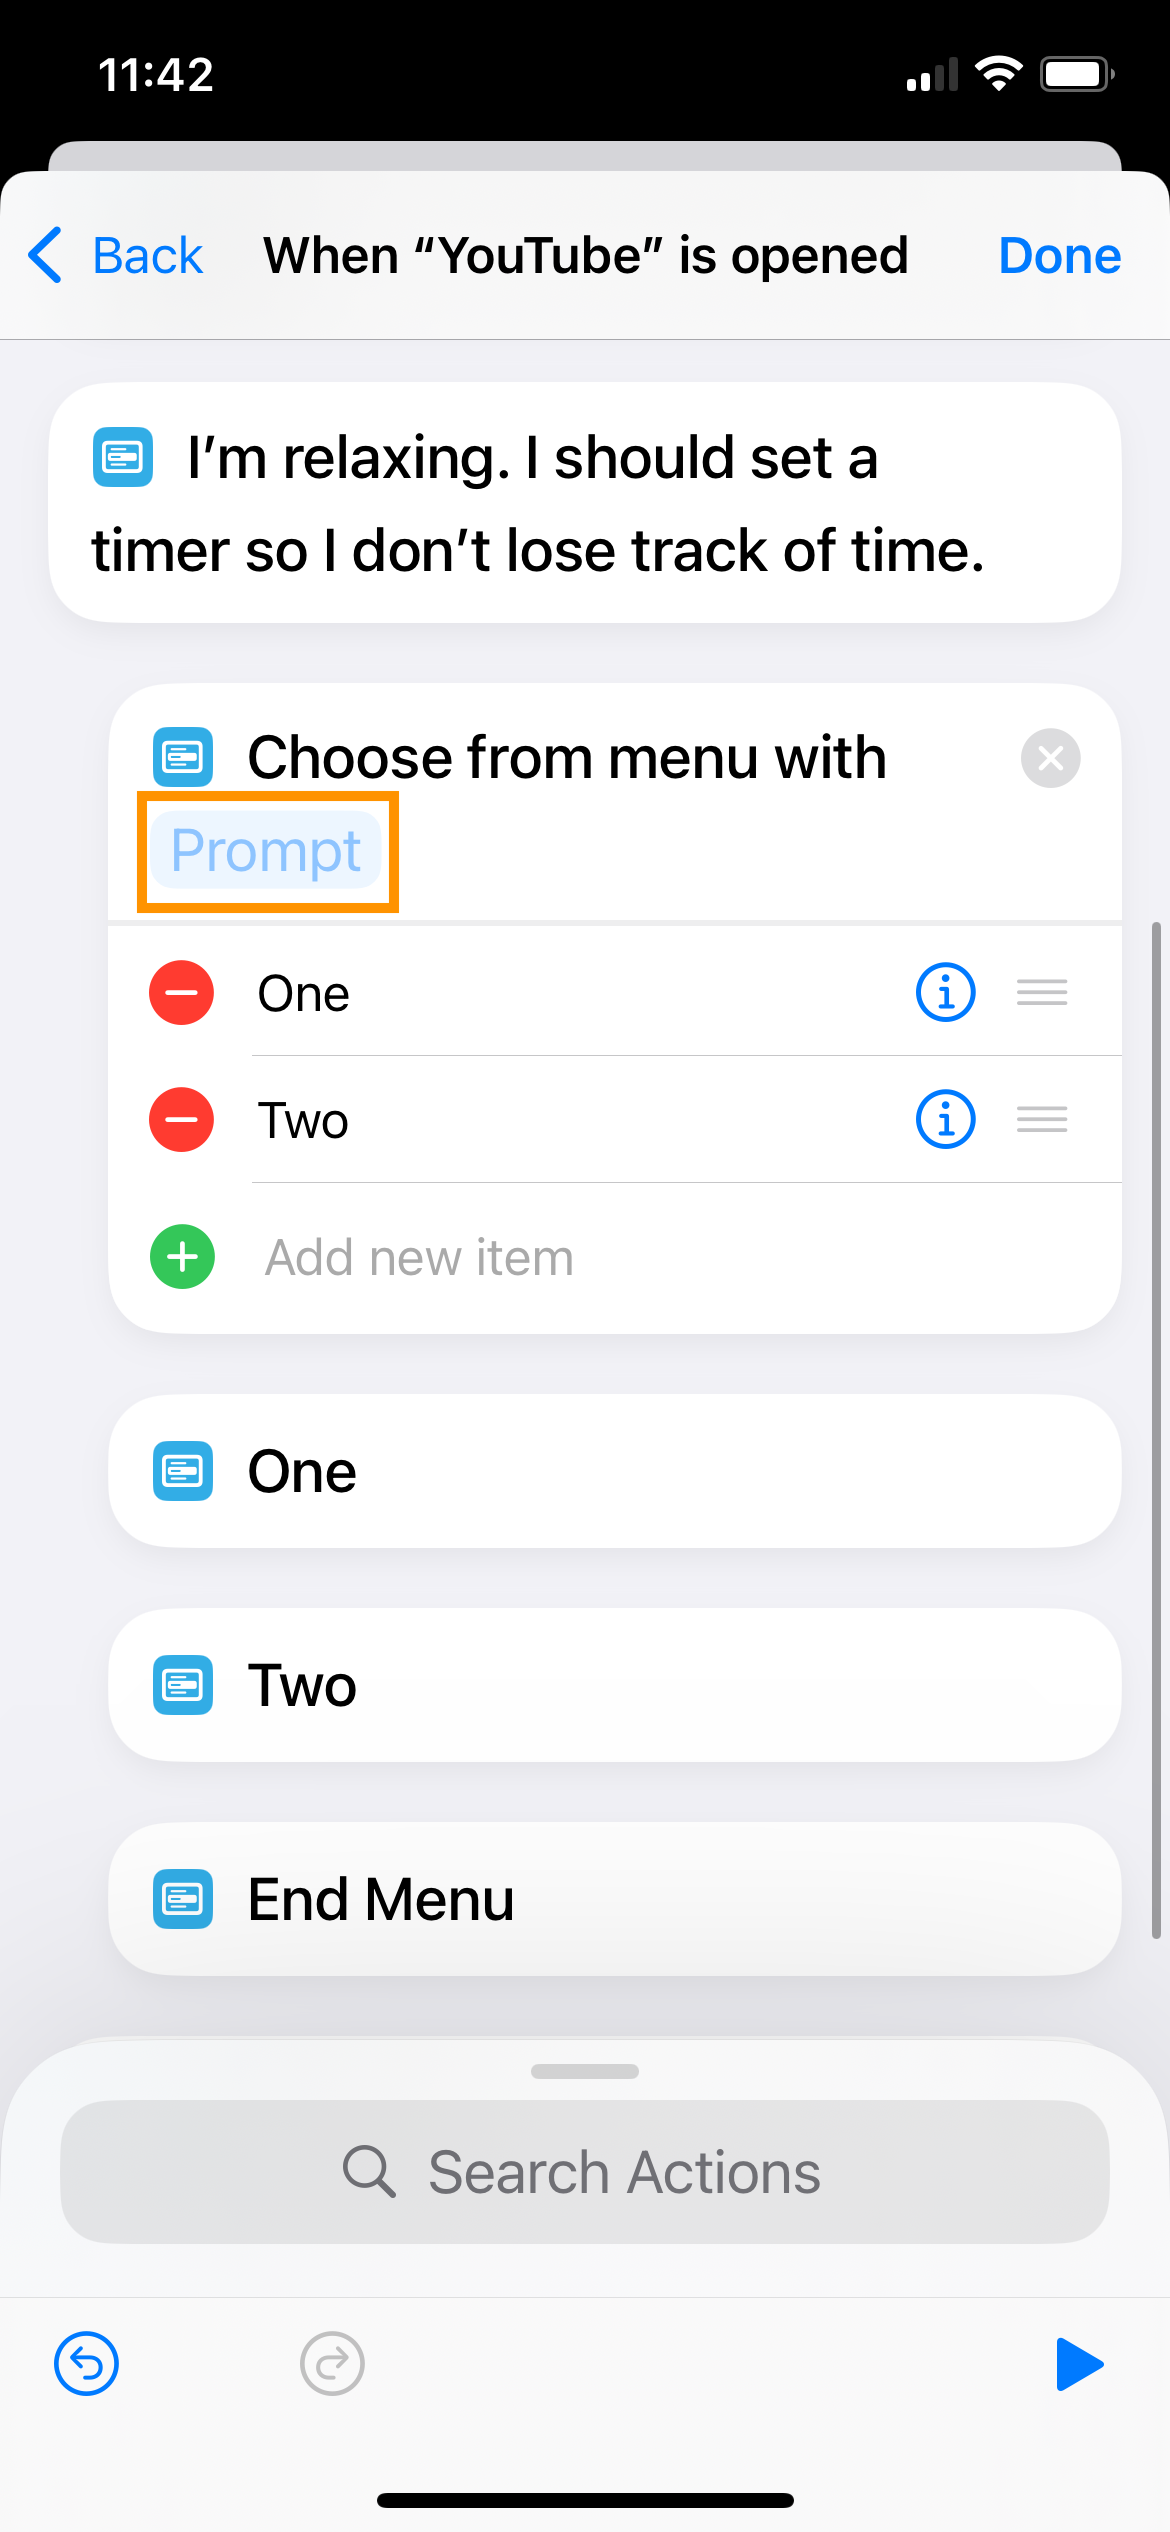 11:42
Back
When “YouTube” is opened
Done
I’m relaxing. I should set a
timer so I don’t lose track of time.
Choose from menu with
Prompt
One
Two
Add new item
One
Two
End Menu
Search Actions